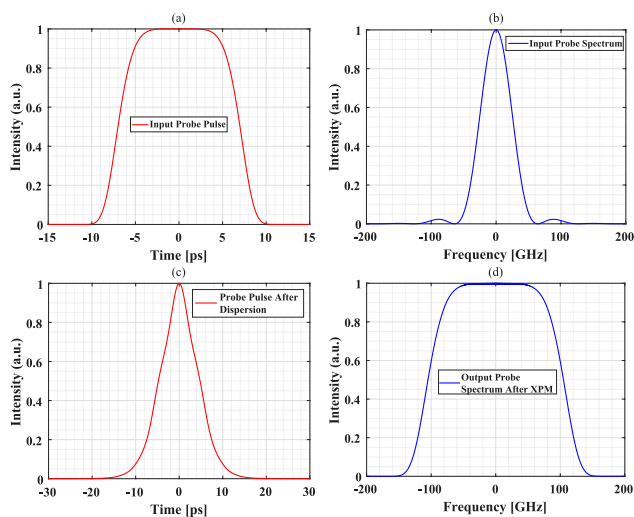 (a)
Intensity (a.u.)
1
0.8
0.6
0.4
0.2
0
Input Probe Pulse
-15 -10 -5 0 5 10 15
Time [ps]
(b)
Intensity (a.u.)
1
0.8
0.6
0.4
0.2
0
Input Probe Spectrum
-200 -100 0 100 200
Frequency [GHz]
(c)
Intensity (a.u.)
1
0.8
0.6
0.4
0.2
0
Probe Pulse After
Dispersion
-30 -20 -10 0 10 20 30
Time [ps]
(d)
Intensity (a.u.)
1
0.8
0.6
0.4
0.2
0
Output Probe
Spectrum After XPM
-200 -100 0 100 200
Frequency [GHz]